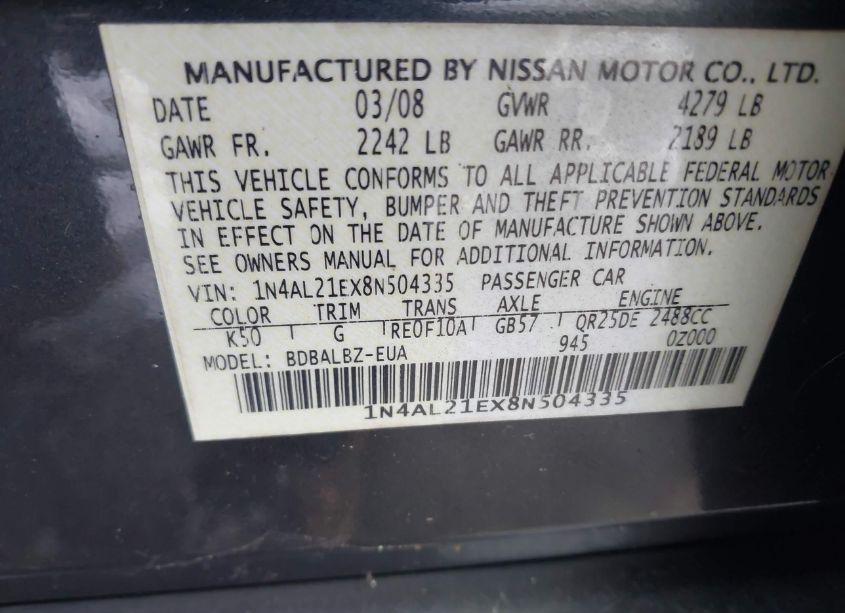 MANUFACTURED BY NISSAN MOTOR CO., LTD.
DATE 03/08 GVWR 4279 LB
GAWR FR. 2242 LB GAWR RR. 2189 LB
THIS VEHICLE CONFORMS TO ALL APPLICABLE FEDERAL MOTOR
VEHICLE SAFETY, BUMPER AND THEFT PREVENTION STANDARDS
IN EFFECT ON THE DATE OF MANUFACTURE SHOWN ABOVE.
SEE OWNERS MANUAL FOR ADDITIONAL INFORMATION.
VIN: 1N4AL21EX8N504335 PASSENGER CAR
COLOR TRIM TRANS AXLE ENGINE
K50 G RE0F10A GB57 QR25DE 2488CC
MODEL: BDBALBZ-EUA 945 0Z000
1N4AL21EX8N504335